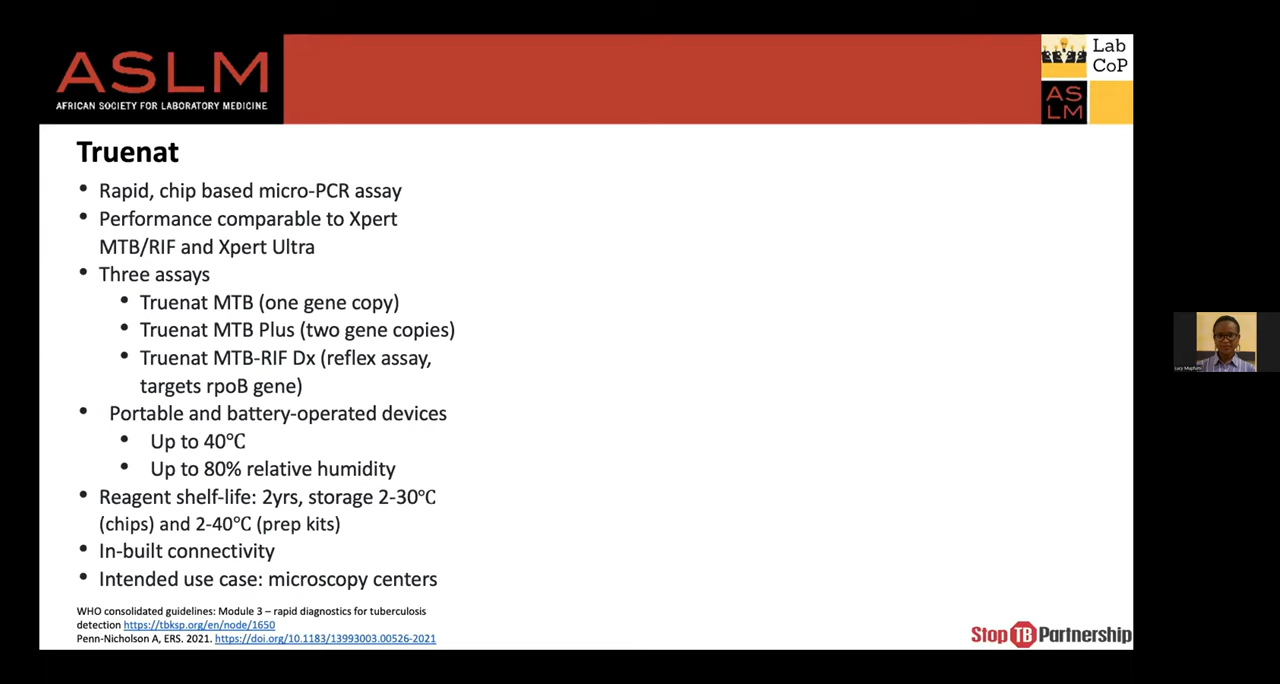 ASLM
AFRICAN SOCIETY FOR LABORATORY MEDICINE
Lab
CoP
AS
LM
Truenat
• Rapid, chip based micro-PCR assay
• Performance comparable to Xpert
MTB/RIF and Xpert Ultra
• Three assays
• Truenat MTB (one gene copy)
• Truenat MTB Plus (two gene copies)
• Truenat MTB-RIF Dx (reflex assay,
targets rpoB gene)
• Portable and battery-operated devices
• Up to 40℃
• Up to 80% relative humidity
• Reagent shelf-life: 2yrs, storage 2-30℃
(chips) and 2-40℃ (prep kits)
• In-built connectivity
• Intended use case: microscopy centers
WHO consolidated guidelines: Module 3 – rapid diagnostics for tuberculosis
detection https://tbksp.org/en/node/1650
Penn-Nicholson A, ERS. 2021. https://doi.org/10.1183/13993003.00526-2021
Stop TB Partnership
Lucy Mupfumi